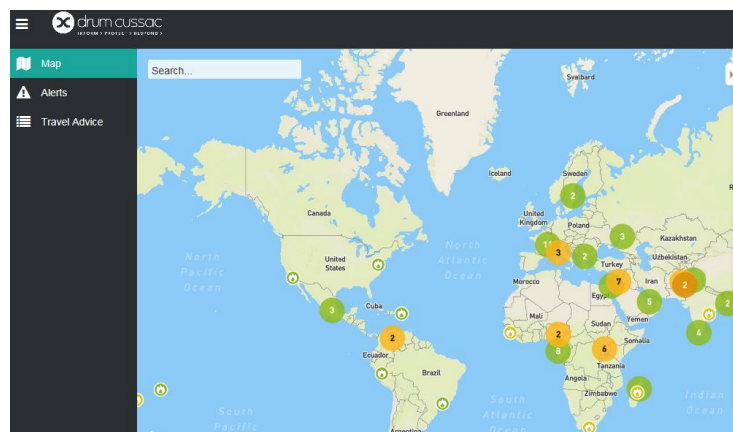 drum cussac
INFORM > PROTECT > RESPOND >
Map
Alerts
Travel Advice
Search...
Svalbard
Greenland
Iceland
Sweden
2
Canada
United
Kingdom
Poland
3
Kazakhstan
11
3
2
North
Pacific
Ocean
United
States
North
Atlantic
Ocean
Turkey
Uzbekistan
7
Iran
2
Morocco
Egypt
5
2
3
Cuba
Mali
Sudan
Yemen
4
2
2
8
6
Somalia
Ecuador
Brazil
Tanzania
Angola
Zimbabwe
Indian
Ocean
South
Pacific
South
Atlantic
Ocean
Argentina